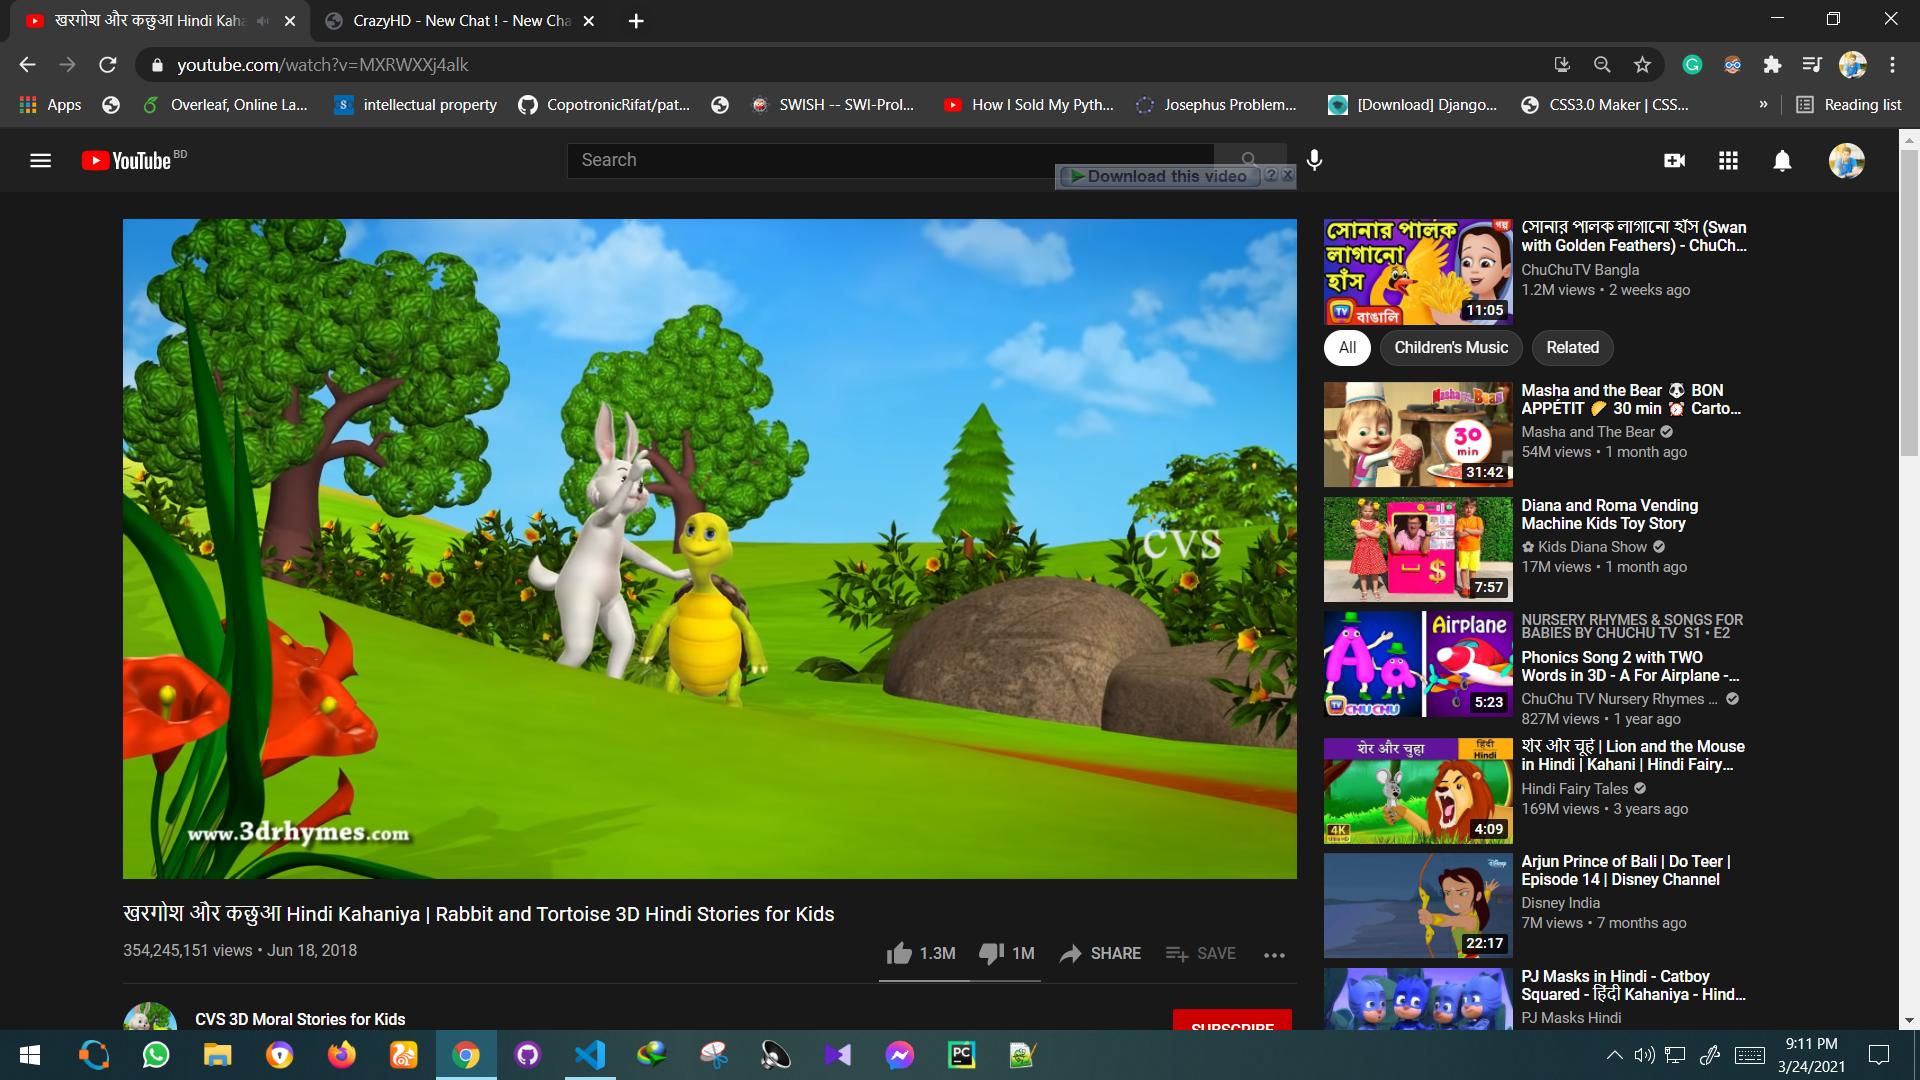 खरगोश और कछुआ Hindi Kaha
CrazyHD - New Chat ! - New Cha
youtube.com/watch?v=MXRWXXj4alk
Apps
Overleaf, Online La...
intellectual property
CopotronicRifat/pat...
SWISH -- SWI-Prol...
How I Sold My Pyth...
Josephus Problem...
[Download] Django...
CSS3.0 Maker | CSS...
»
Reading list
YouTube BD
Search
Download this video
CVS
www.3drhymes.com
खरगोश और कछुआ Hindi Kahaniya | Rabbit and Tortoise 3D Hindi Stories for Kids
354,245,151 views • Jun 18, 2018
1.3M
1M
SHARE
SAVE
CVS 3D Moral Stories for Kids
SUBSCRIBE
সোনার পালক
গল্প
লাগানো
হাঁস
TV বাঙালি
11:05
সোনার পালক লাগানো হাঁস (Swan
with Golden Feathers) - ChuCh...
ChuChuTV Bangla
1.2M views • 2 weeks ago
All
Children's Music
Related
Masha and the Bear
30
min
31:42
Masha and the Bear 🐼 BON
APPÉTIT 🌮 30 min ⏰ Carto...
Masha and The Bear
54M views • 1 month ago
$
7:57
Diana and Roma Vending
Machine Kids Toy Story
✿ Kids Diana Show
17M views • 1 month ago
Aa
Airplane
TV CHUCHU
5:23
NURSERY RHYMES & SONGS FOR
BABIES BY CHUCHU TV S1 • E2
Phonics Song 2 with TWO
Words in 3D - A For Airplane -...
ChuChu TV Nursery Rhymes ...
827M views • 1 year ago
शेर और चुहा
हिंदी
Hindi
4K
4:09
शेर और चूहे | Lion and the Mouse
in Hindi | Kahani | Hindi Fairy...
Hindi Fairy Tales
169M views • 3 years ago
Disney
22:17
Arjun Prince of Bali | Do Teer |
Episode 14 | Disney Channel
Disney India
7M views • 7 months ago
PJ Masks in Hindi - Catboy
Squared - हिंदी Kahaniya - Hind...
PJ Masks Hindi
PC
9:11 PM
3/24/2021